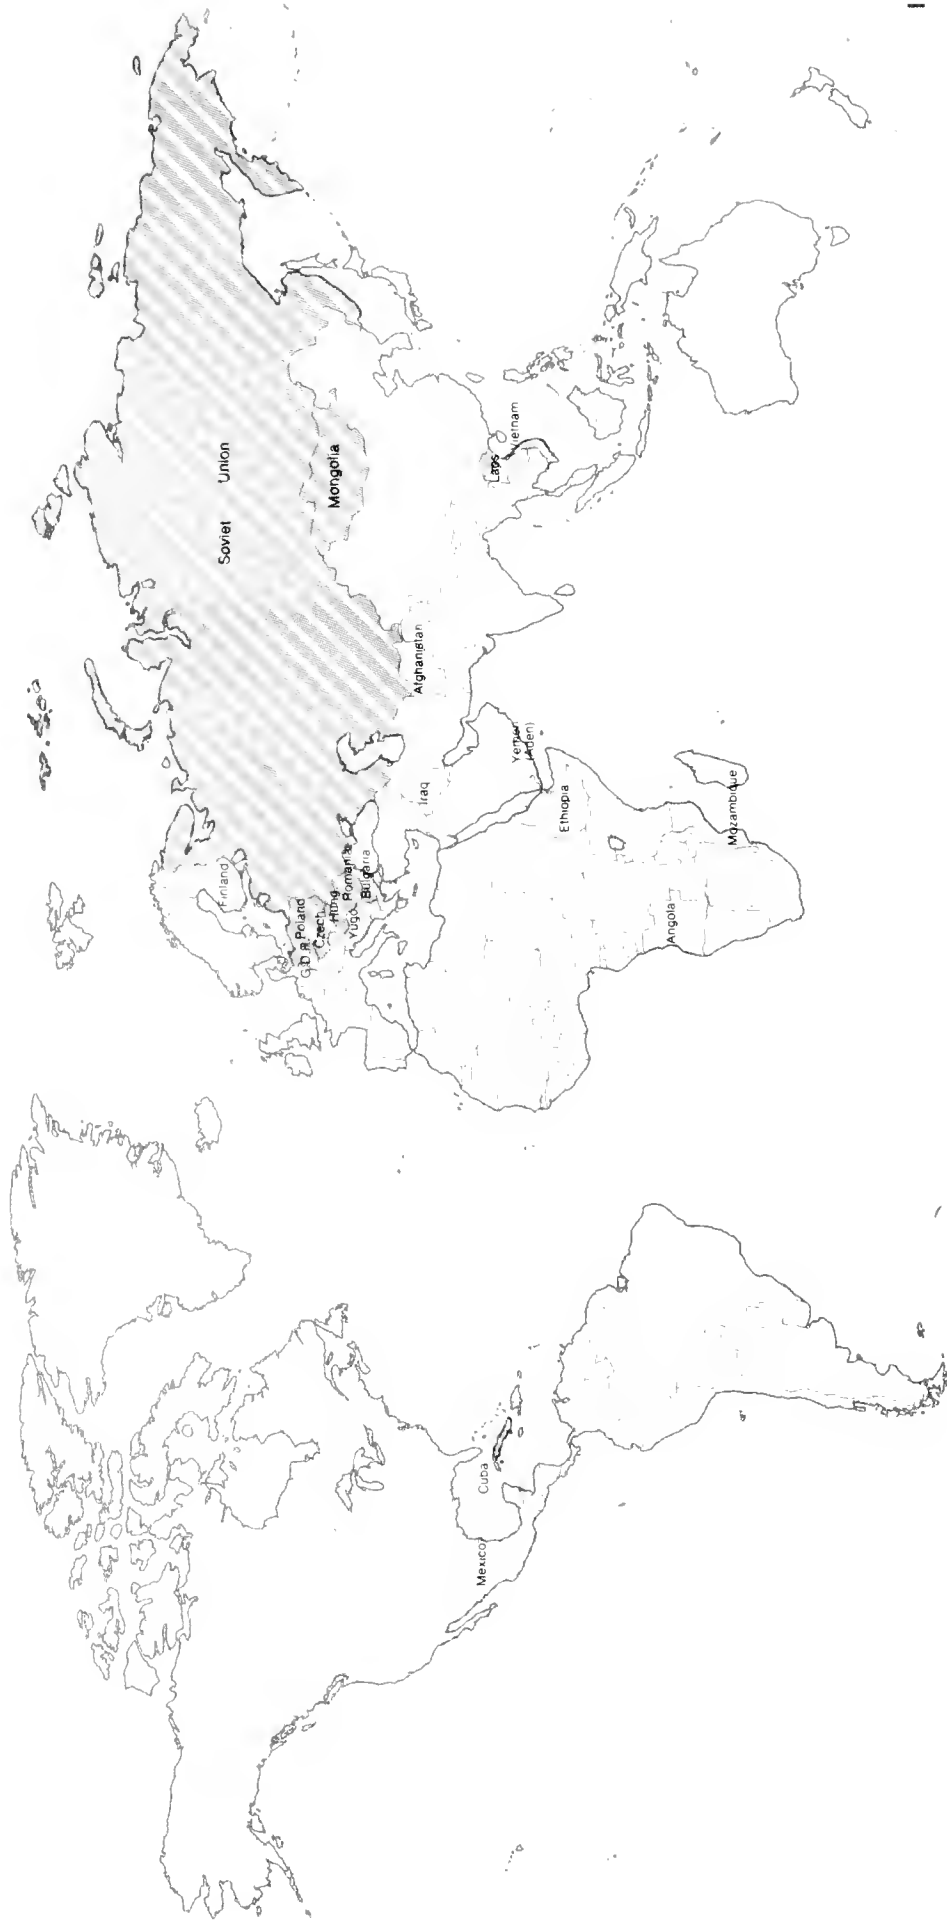 Soviet Union
Mongolia
Finland
Poland
G.D.R.
Czech.
Hung.
Romania
Yugo.
Bulgaria
Afghanistan
Iraq
Laos
Vietnam
Yemen
(Aden)
Ethiopia
Angola
Mozambique
Mexico
Cuba